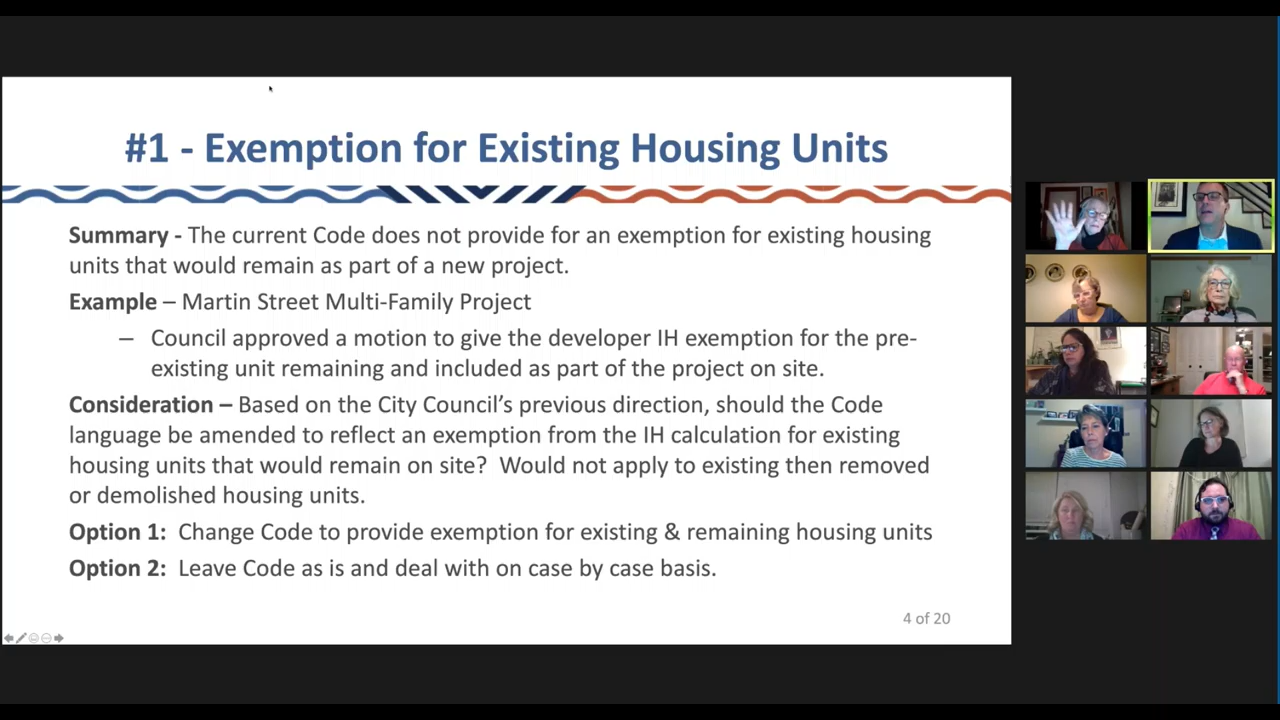 #1 - Exemption for Existing Housing Units
Summary - The current Code does not provide for an exemption for existing housing
units that would remain as part of a new project.
Example – Martin Street Multi-Family Project
– Council approved a motion to give the developer IH exemption for the pre-
existing unit remaining and included as part of the project on site.
Consideration – Based on the City Council’s previous direction, should the Code
language be amended to reflect an exemption from the IH calculation for existing
housing units that would remain on site?  Would not apply to existing then removed
or demolished housing units.
Option 1:  Change Code to provide exemption for existing & remaining housing units
Option 2:  Leave Code as is and deal with on case by case basis.
4 of 20